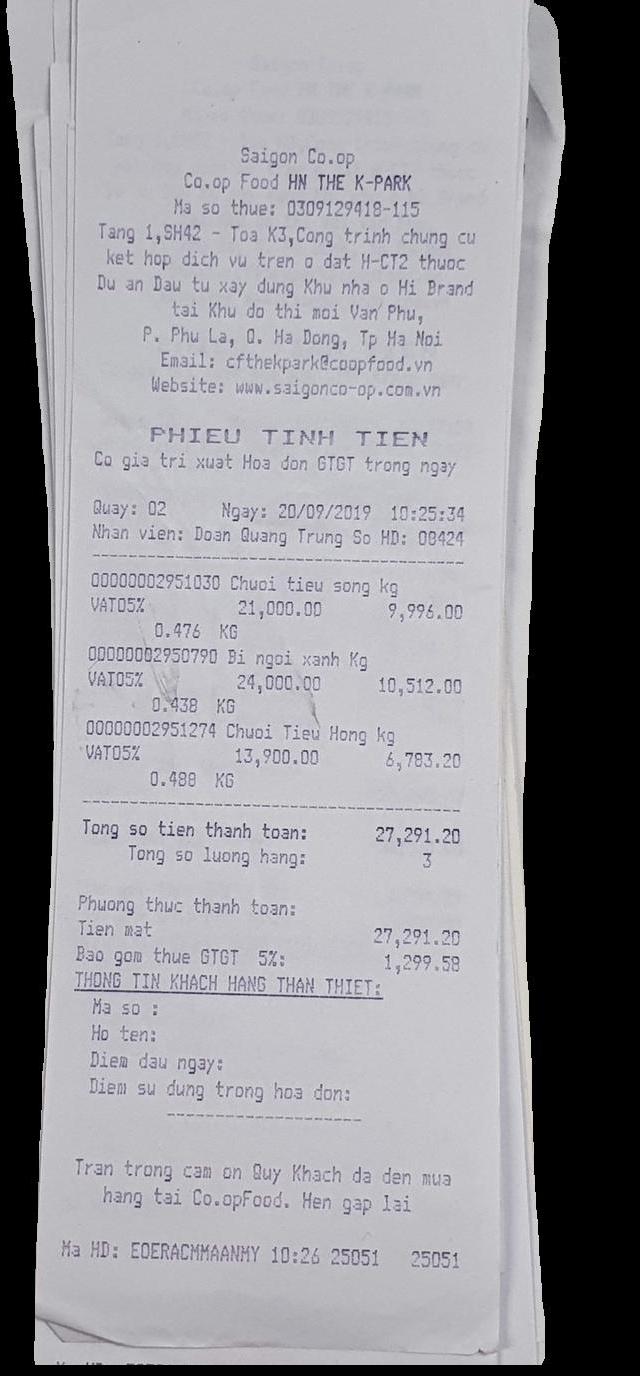 Saigon Co.op
Co.op Food HN THE K-PARK
Ma so thue: 0309129418-115
Tang 1,SH42 - Toa K3,Cong trinh chung cu
ket hop dich vu tren o dat H-CT2 thuoc
Du an Dau tu xay dung Khu nha o Hi Brand
tai Khu do thi moi Van Phu,
P. Phu La, Q. Ha Dong, Tp Ha Noi
Email: cfthekpark@coopfood.vn
Website: www.saigonco-op.com.vn
PHIEU TINH TIEN
Co gia tri xuat Hoa don GTGT trong ngay
Quay: 02 Ngay: 20/09/2019 10:25:34
Nhan vien: Doan Quang Trung So HD: 08424
00000002951030 Chuoi tieu song kg
VAT05% 21,000.00 9,996.00
0.476 KG
00000002950790 Bi ngoi xanh Kg
VAT05% 24,000.00 10,512.00
0.438 KG
00000002951274 Chuoi Tieu Hong kg
VAT05% 13,900.00 6,783.20
0.488 KG
Tong so tien thanh toan: 27,291.20
Tong so luong hang: 3
Phuong thuc thanh toan:
Tien mat 27,291.20
Bao gom thue GTGT 5%: 1,299.58
THONG TIN KHACH HANG THAN THIET:
Ma so :
Ho ten:
Diem dau ngay:
Diem su dung trong hoa don:
Tran trong cam on Quy Khach da den mua
hang tai Co.opFood. Hen gap lai
Ma HD: EOERACMMAANMY 10:26 25051 25051